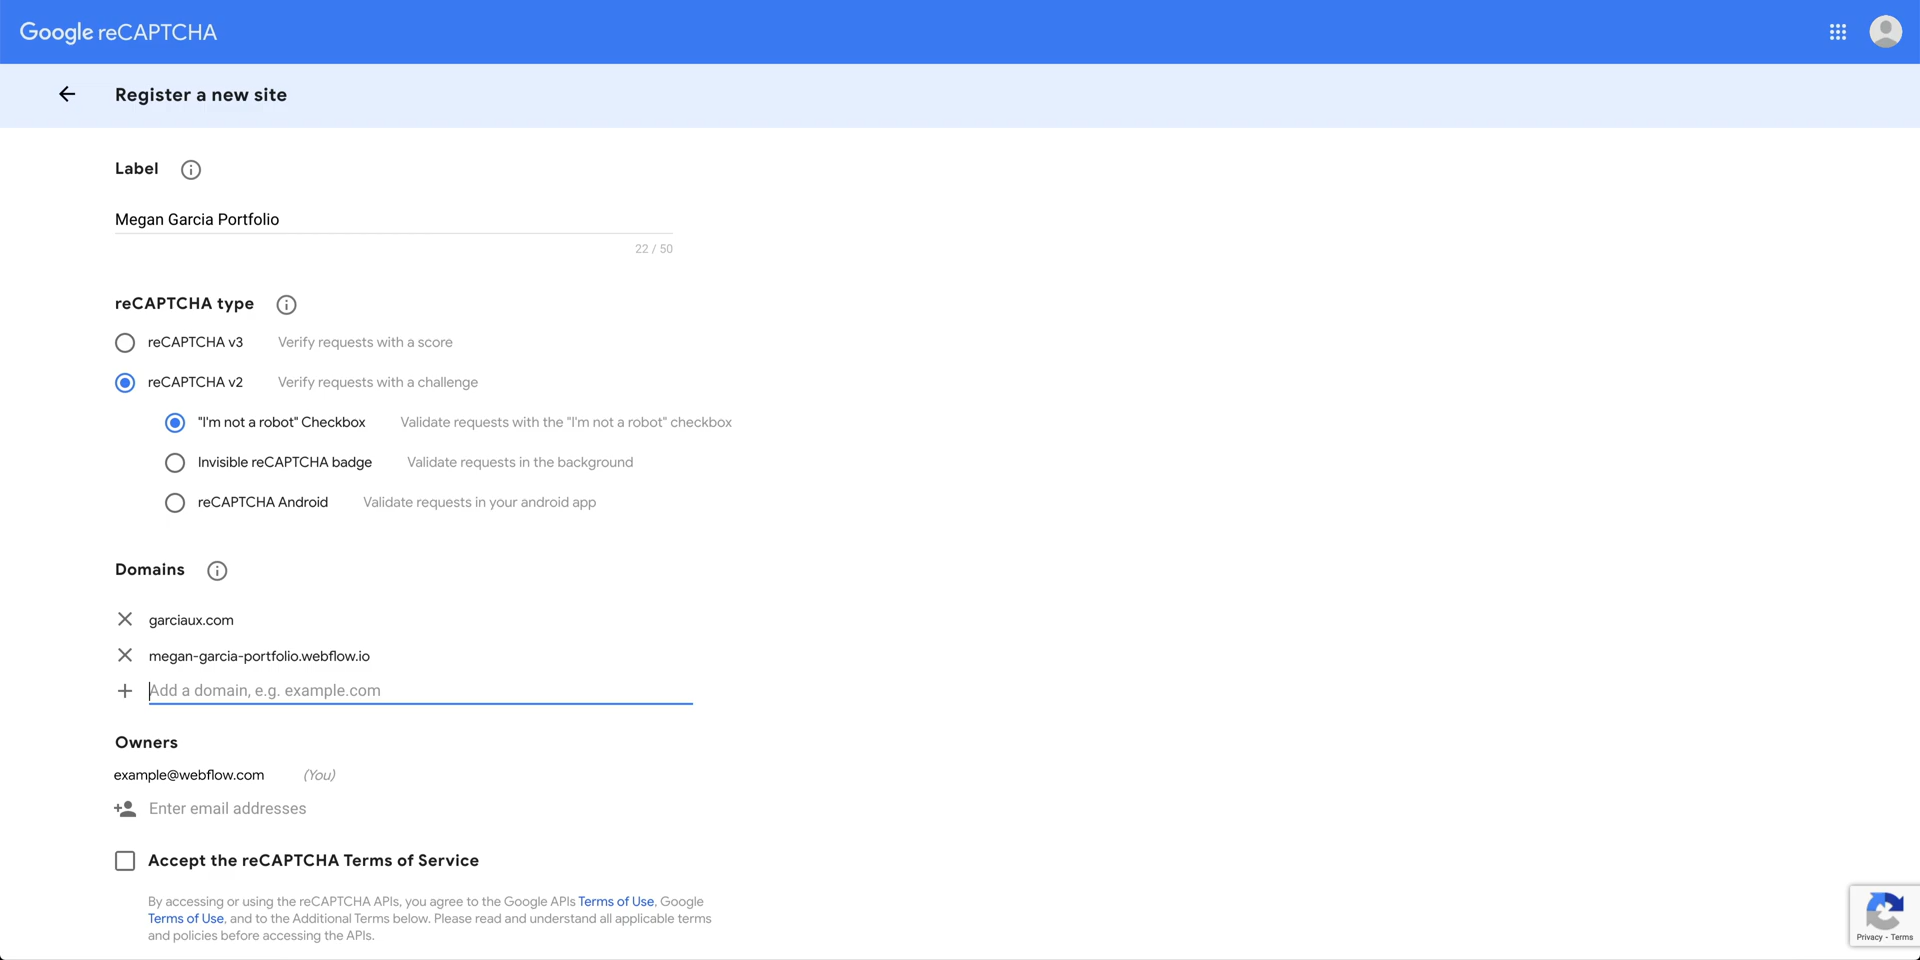 Google reCAPTCHA
Register a new site
Label
Megan Garcia Portfolio
22 / 50
reCAPTCHA type
reCAPTCHA v3 Verify requests with a score
reCAPTCHA v2 Verify requests with a challenge
"I'm not a robot" Checkbox Validate requests with the "I'm not a robot" checkbox
Invisible reCAPTCHA badge Validate requests in the background
reCAPTCHA Android Validate requests in your android app
Domains
garciaux.com
megan-garcia-portfolio.webflow.io
Add a domain, e.g. example.com
Owners
example@webflow.com (You)
Enter email addresses
Accept the reCAPTCHA Terms of Service
By accessing or using the reCAPTCHA APIs, you agree to the Google APIs Terms of Use, Google
Terms of Use, and to the Additional Terms below. Please read and understand all applicable terms
and policies before accessing the APIs.
Privacy - Terms